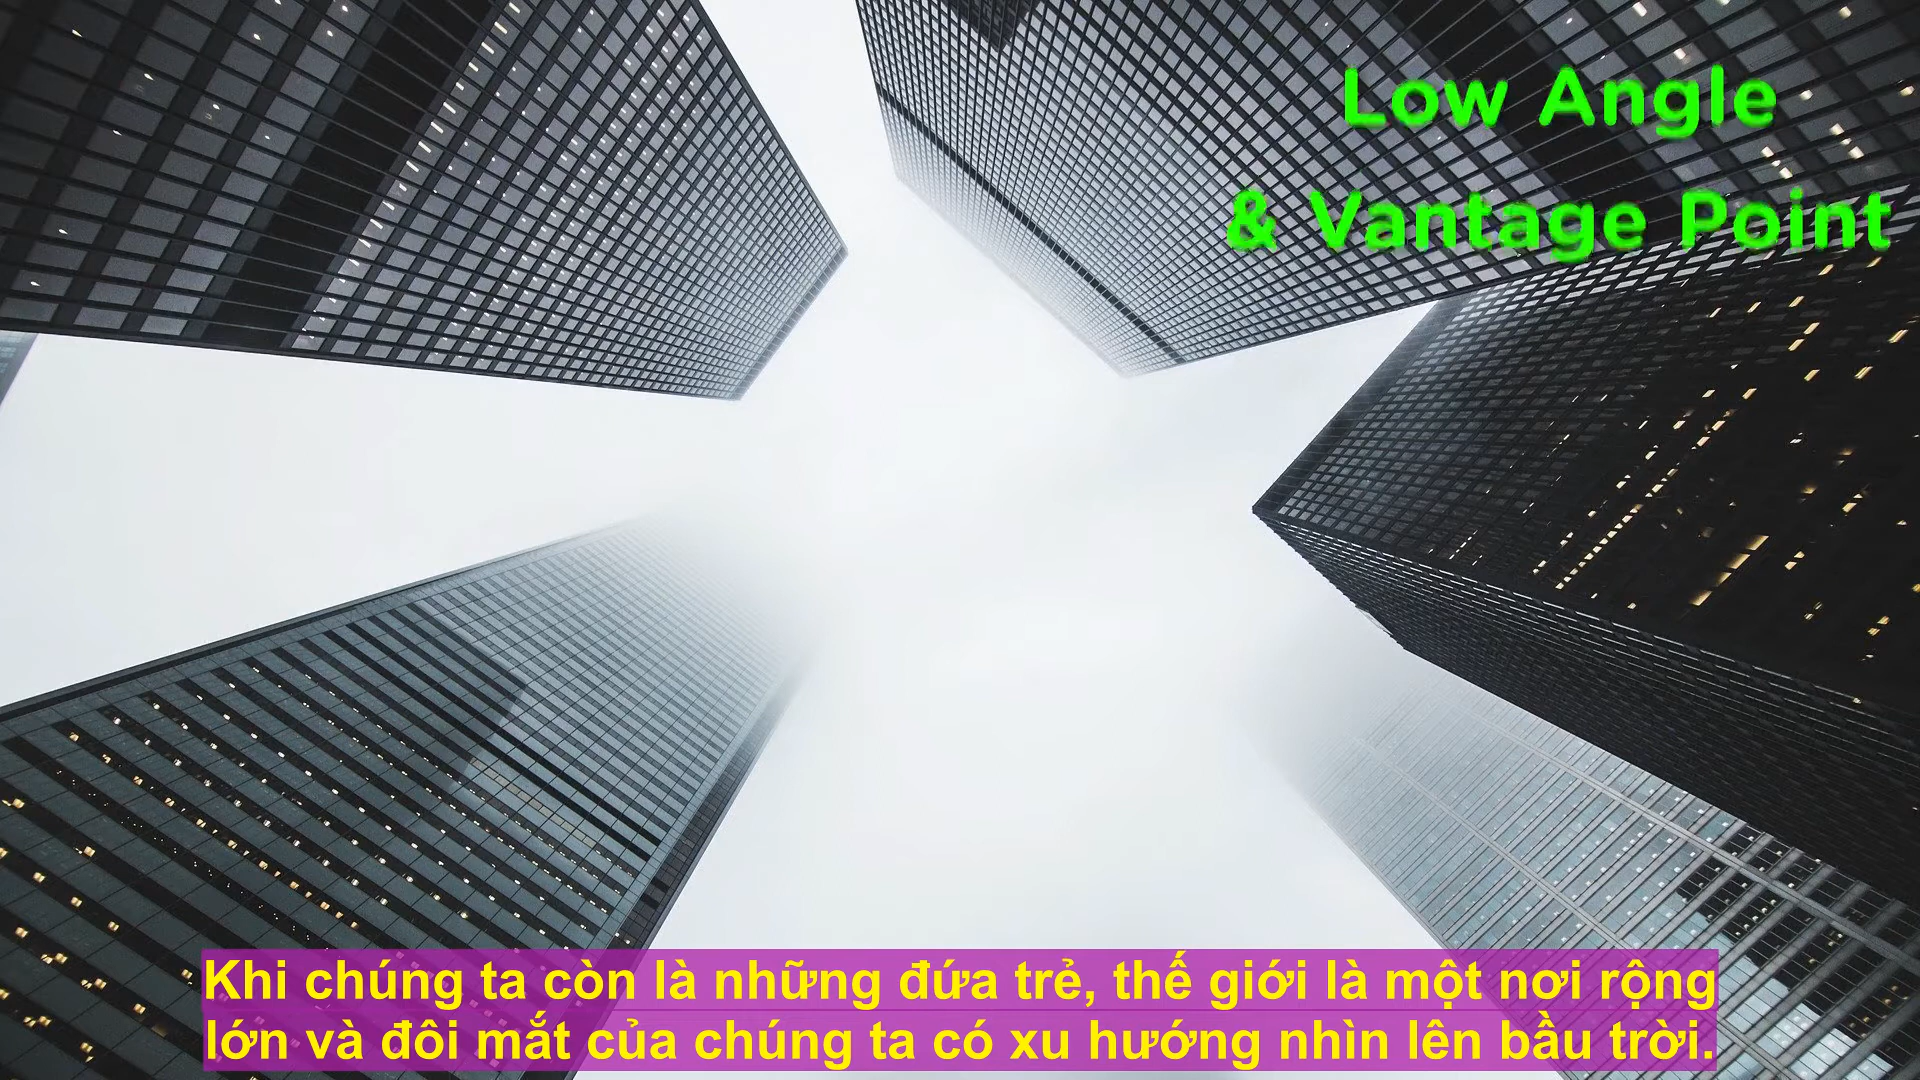 Low Angle
& Vantage Point
Khi chúng ta còn là những đứa trẻ, thế giới là một nơi rộng
lớn và đôi mắt của chúng ta có xu hướng nhìn lên bầu trời.